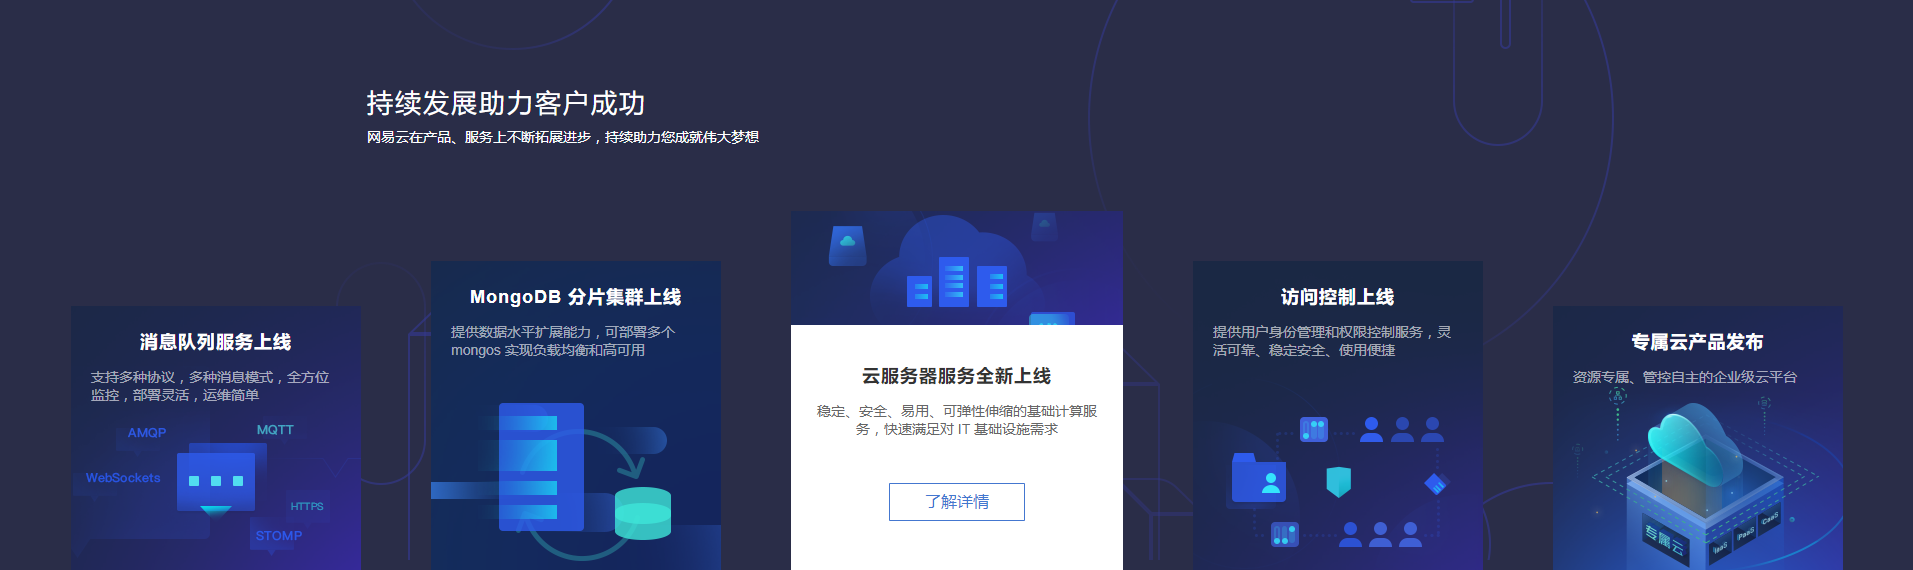 持续发展助力客户成功
网易云在产品、服务上不断拓展进步，持续助力您成就伟大梦想
消息队列服务上线
支持多种协议，多种消息模式，全方位
监控，部署灵活，运维简单
AMQP
MQTT
WebSockets
HTTPS
STOMP
MongoDB 分片集群上线
提供数据水平扩展能力，可部署多个
mongos 实现负载均衡和高可用
云服务器服务全新上线
稳定、安全、易用、可弹性伸缩的基础计算服
务，快速满足对 IT 基础设施需求
了解详情
访问控制上线
提供用户身份管理和权限控制服务，灵
活可靠、稳定安全、使用便捷
专属云产品发布
资源专属、管控自主的企业级云平台
专属云
IaaS
PaaS
CaaS